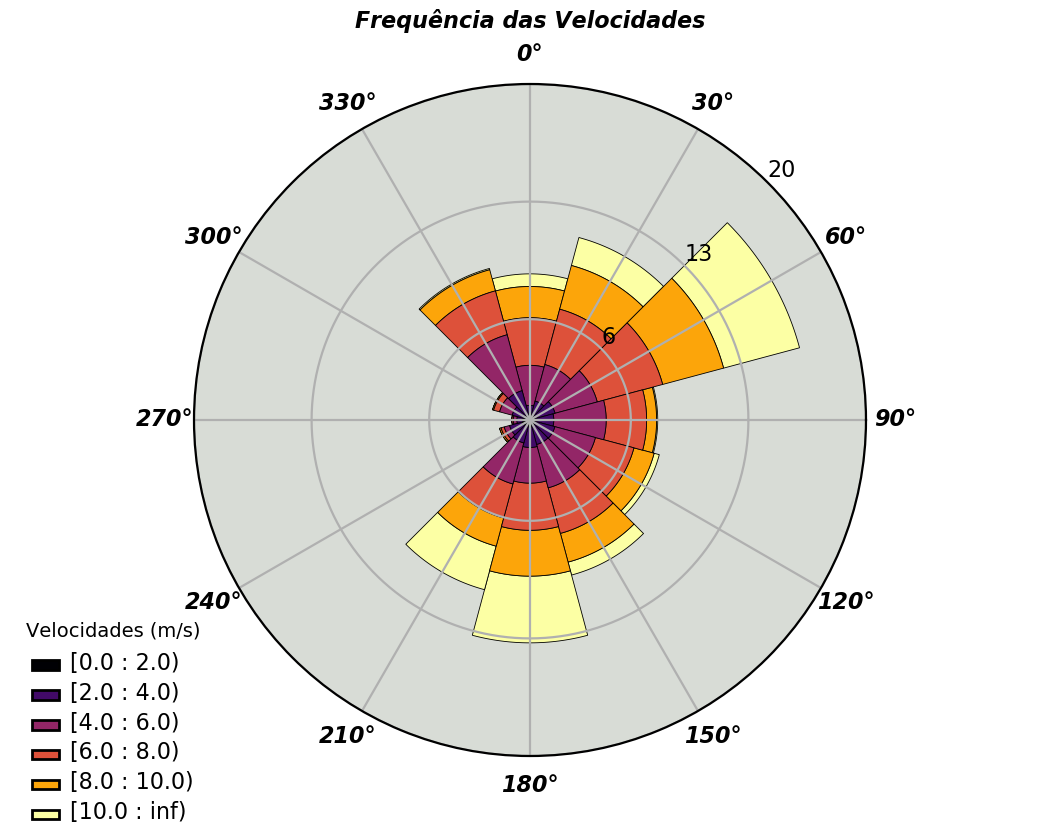 Frequência das Velocidades
0°
330°
30°
20
300°
60°
13
6
270°
90°
240°
120°
Velocidades (m/s)
[0.0 : 2.0)
[2.0 : 4.0)
[4.0 : 6.0)
[6.0 : 8.0)
[8.0 : 10.0)
[10.0 : inf)
210°
150°
180°